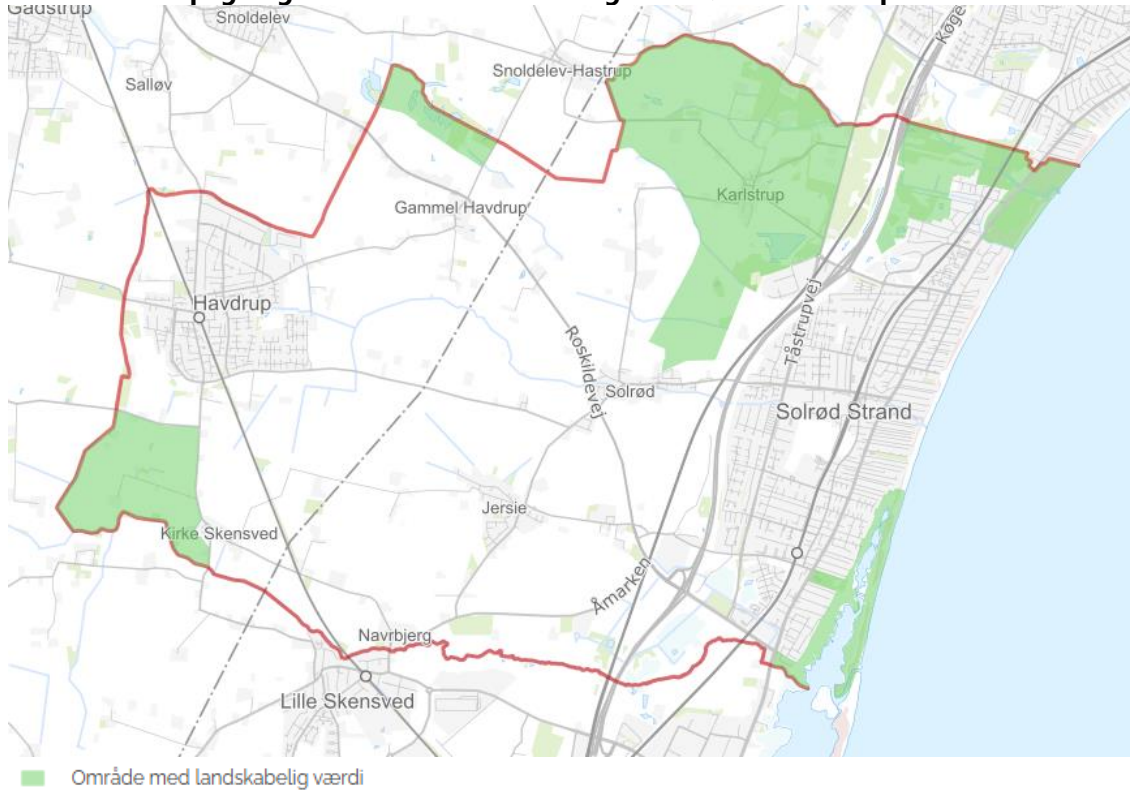 Gadstrup
Snoldelev
Køge
Snoldelev-Hastrup
Salløv
Karlstrup
Gammel Havdrup
Havdrup
Tåstrupvej
Roskildevej
Solrød
Solrød Strand
Jersie
Kirke Skensved
Åmarken
Navrbjerg
Lille Skensved
Område med landskabelig værdi